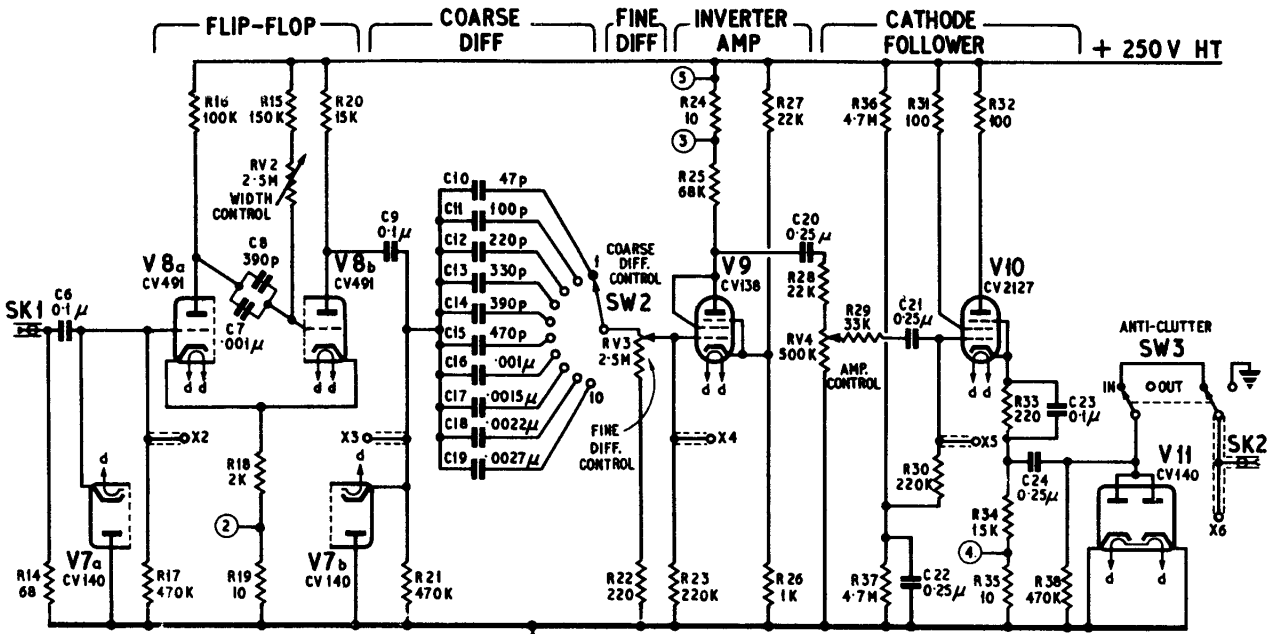 FLIP-FLOP
COARSE
DIFF
FINE
DIFF
INVERTER
AMP
CATHODE
FOLLOWER
+ 250V HT
R16
100K
R15
150K
R20
15K
RV2
2·5M
WIDTH
CONTROL
5
R24
10
3
R25
68K
R27
22K
R36
4·7M
R31
100
R32
100
C10 47p
C11 100p
C12 220p
C13 330p
C14 390p
C15 470p
C16 ·001µ
C17 ·0015µ
C18 ·0022µ
C19 ·0027µ
C9
0·1µ
1
10
COARSE
DIFF.
CONTROL
SW2
V8a
CV491
C8
390p
C7
·001µ
V8b
CV491
SK1
C6
0·1µ
V9
CV138
C20
0·25µ
R28
22K
RV3
2·5M
RV4
500K
R29
33K
AMP.
CONTROL
C21
0·25µ
V10
CV2127
ANTI-CLUTTER
SW3
IN
OUT
d d
d d
d d
d d
R33
220
C23
0·1µ
FINE
DIFF.
CONTROL
X2
X3
X4
X5
R18
2K
2
R30
220K
C24
0·25µ
V11
CV140
SK2
X6
d
d
R34
15K
4
V7a
CV140
V7b
CV140
d
d
R14
68
R17
470K
R19
10
R21
470K
R22
220
R23
220K
R26
1K
R37
4·7M
C22
0·25µ
R35
10
R38
470K